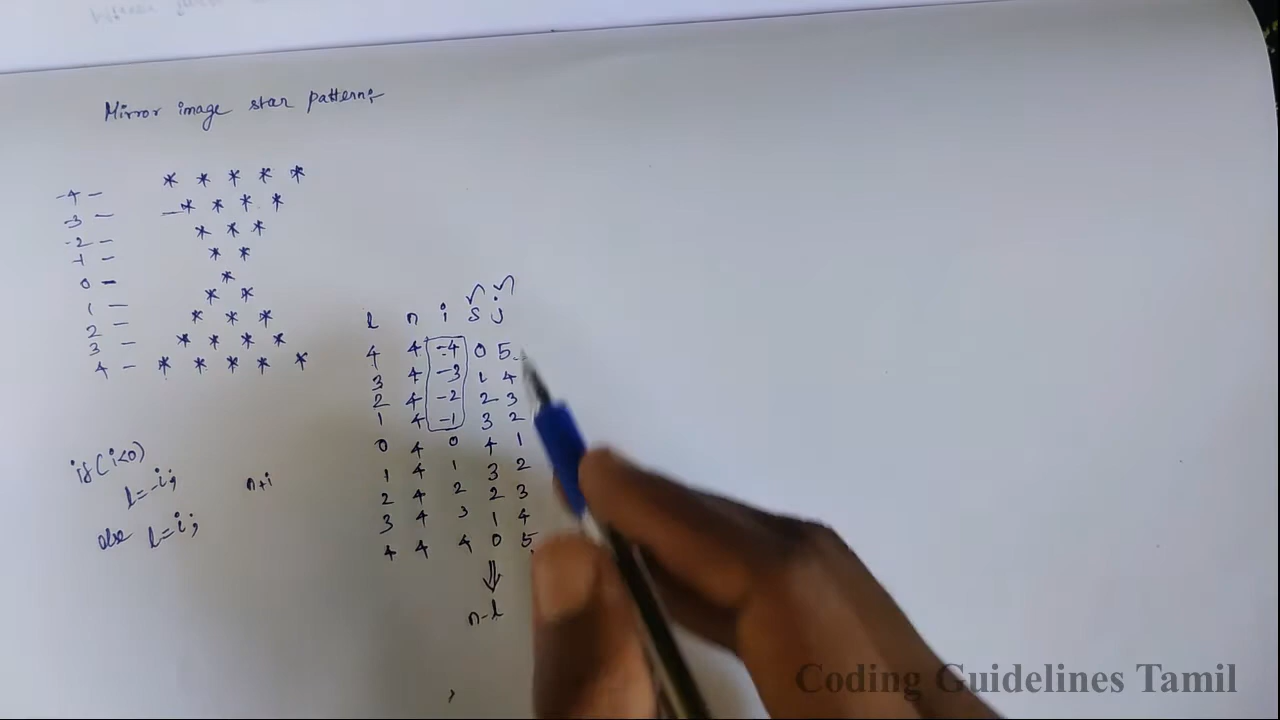 Mirror image star pattern:
-4 - * * * * *
-3 - - * * * *
-2 - * * *
-1 - * *
0 - *
1 - * *
2 - * * *
3 - * * * *
4 - * * * * *
l n i s j
4 4 -4 0 5
3 4 -3 1 4
2 4 -2 2 3
1 4 -1 3 2
0 4 0 4 1
1 4 1 3 2
2 4 2 2 3
3 4 3 1 4
4 4 4 0 5
⇓
n-l
if(i<0)
l=-i;
else l=i;
n+i
Coding Guidelines Tamil